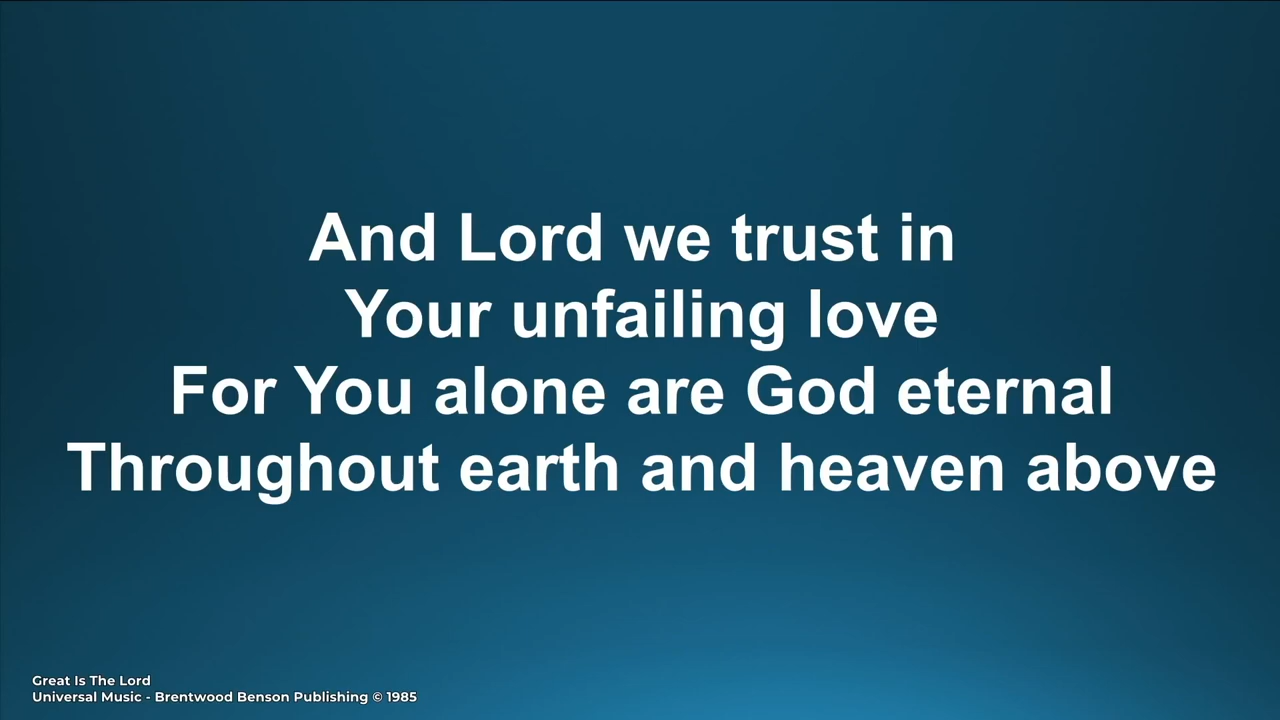 And Lord we trust in
Your unfailing love
For You alone are God eternal
Throughout earth and heaven above
Great Is The Lord
Universal Music - Brentwood Benson Publishing © 1985